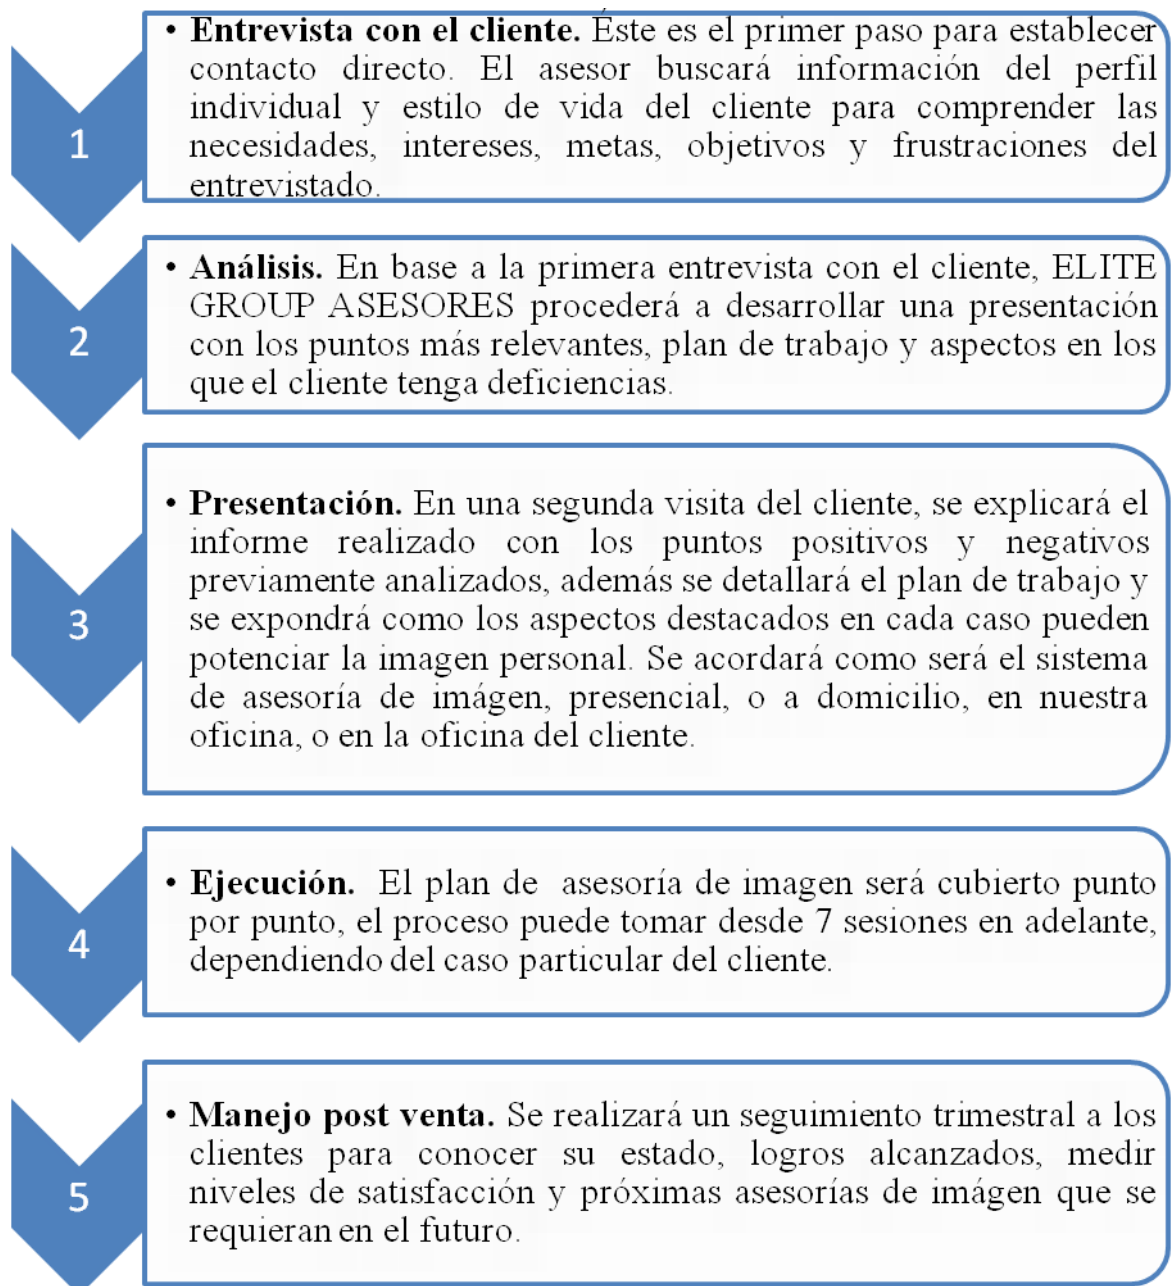 1
• Entrevista con el cliente. Éste es el primer paso para establecer
contacto directo. El asesor buscará información del perfil
individual y estilo de vida del cliente para comprender las
necesidades, intereses, metas, objetivos y frustraciones del
entrevistado.
2
• Análisis. En base a la primera entrevista con el cliente, ELITE
GROUP ASESORES procederá a desarrollar una presentación
con los puntos más relevantes, plan de trabajo y aspectos en los
que el cliente tenga deficiencias.
3
• Presentación. En una segunda visita del cliente, se explicará el
informe realizado con los puntos positivos y negativos
previamente analizados, además se detallará el plan de trabajo y
se expondrá como los aspectos destacados en cada caso pueden
potenciar la imagen personal. Se acordará como será el sistema
de asesoría de imágen, presencial, o a domicilio, en nuestra
oficina, o en la oficina del cliente.
4
• Ejecución. El plan de asesoría de imagen será cubierto punto
por punto, el proceso puede tomar desde 7 sesiones en adelante,
dependiendo del caso particular del cliente.
5
• Manejo post venta. Se realizará un seguimiento trimestral a los
clientes para conocer su estado, logros alcanzados, medir
niveles de satisfacción y próximas asesorías de imágen que se
requieran en el futuro.